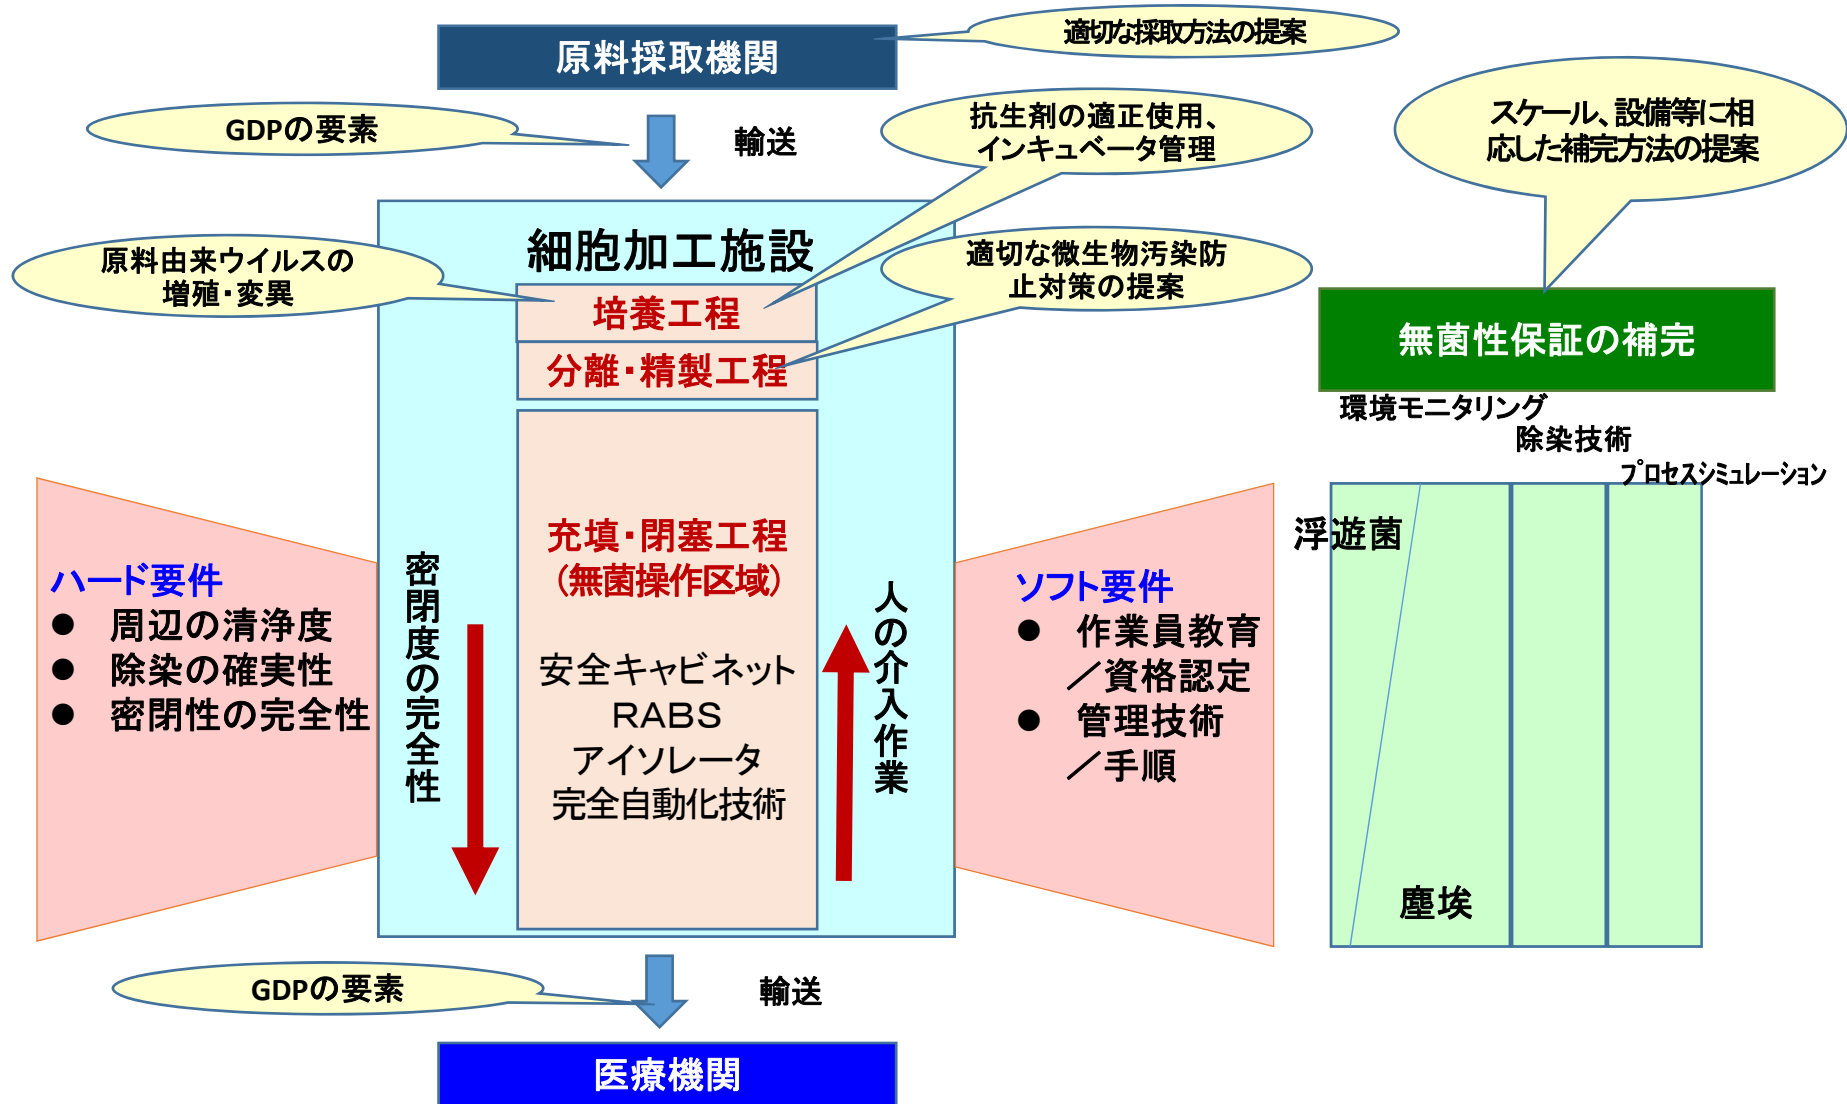 原料採取機関
適切な採取方法の提案
GDPの要素
輸送
抗生剤の適正使用、
インキュベータ管理
スケール、設備等に相
応した補完方法の提案
細胞加工施設
原料由来ウイルスの
増殖・変異
適切な微生物汚染防
止対策の提案
培養工程
分離・精製工程
無菌性保証の補完
環境モニタリング
除染技術
プロセスシミュレーション
ハード要件
● 周辺の清浄度
● 除染の確実性
● 密閉性の完全性
密閉度の完全性
充填・閉塞工程
（無菌操作区域）
安全キャビネット
RABS
アイソレータ
完全自動化技術
人の介入作業
ソフト要件
● 作業員教育
／資格認定
● 管理技術
／手順
浮遊菌
塵埃
GDPの要素
輸送
医療機関